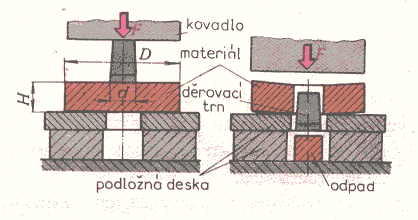 F
kovadlo
F
D
materiál
H
d
děrovací
trn
podložná deska
odpad